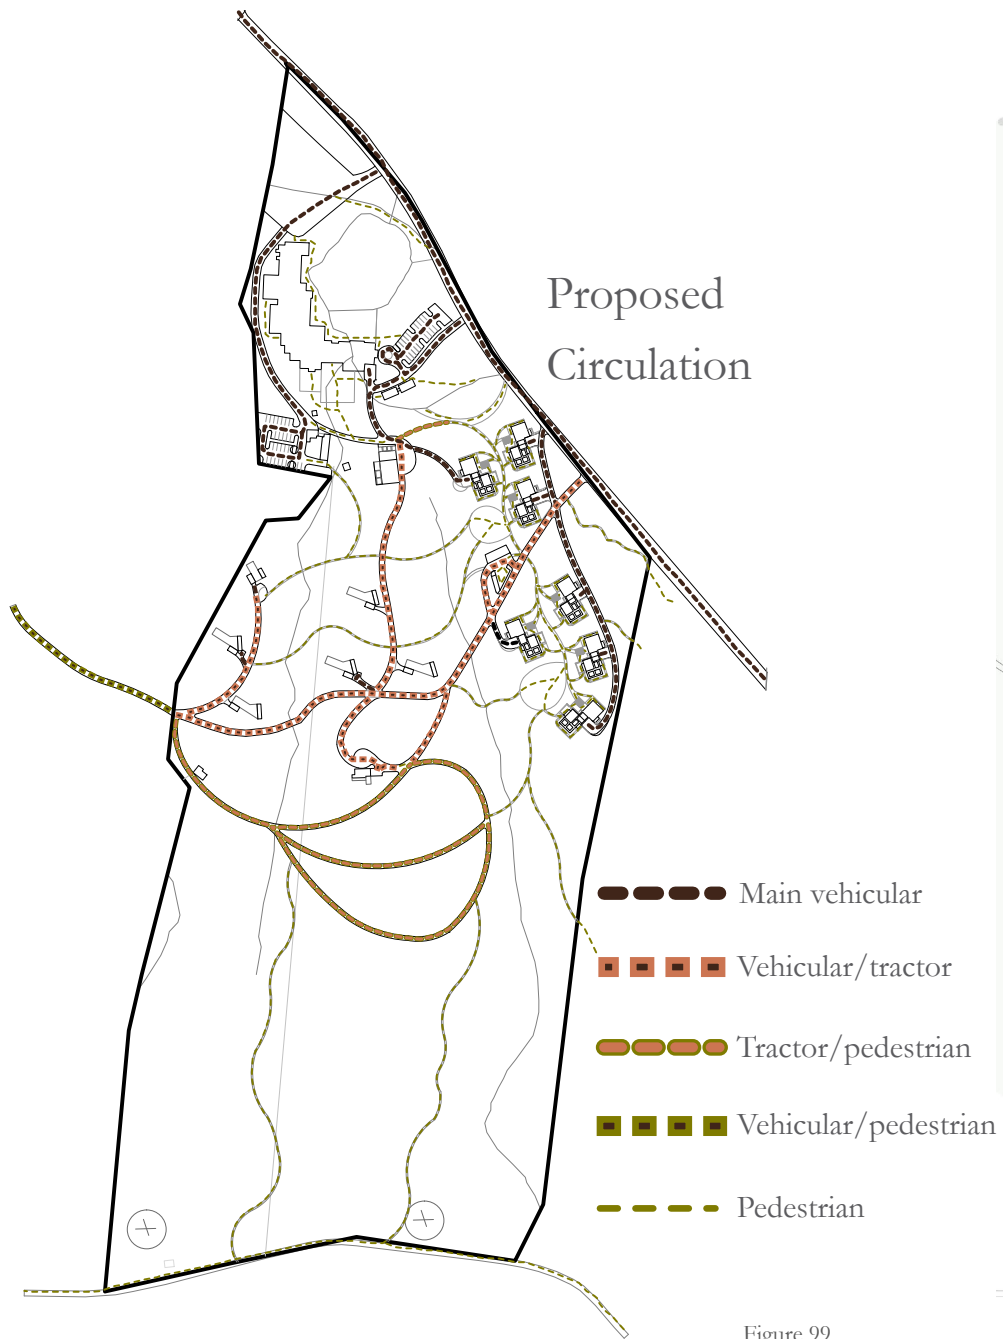 Proposed
Circulation
Main vehicular
Vehicular/tractor
Tractor/pedestrian
Vehicular/pedestrian
Pedestrian
Figure 99